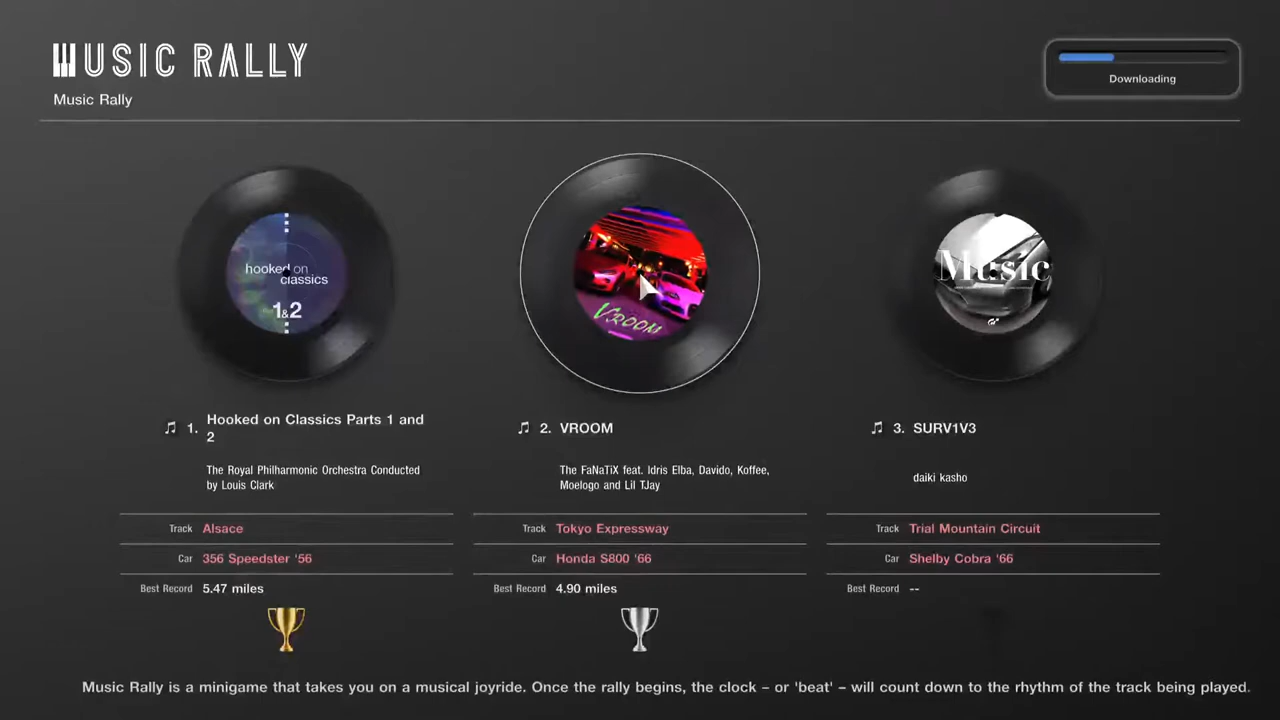 MUSIC RALLY
Music Rally
Downloading
hooked on
classics
1&2
VROOM
Music
1. Hooked on Classics Parts 1 and
2
The Royal Philharmonic Orchestra Conducted
by Louis Clark
Track Alsace
Car 356 Speedster '56
Best Record 5.47 miles
2. VROOM
The FaNaTiX feat. Idris Elba, Davido, Koffee,
Moelogo and Lil TJay
Track Tokyo Expressway
Car Honda S800 '66
Best Record 4.90 miles
3. SURV1V3
daiki kasho
Track Trial Mountain Circuit
Car Shelby Cobra '66
Best Record --
Music Rally is a minigame that takes you on a musical joyride. Once the rally begins, the clock – or 'beat' – will count down to the rhythm of the track being played.